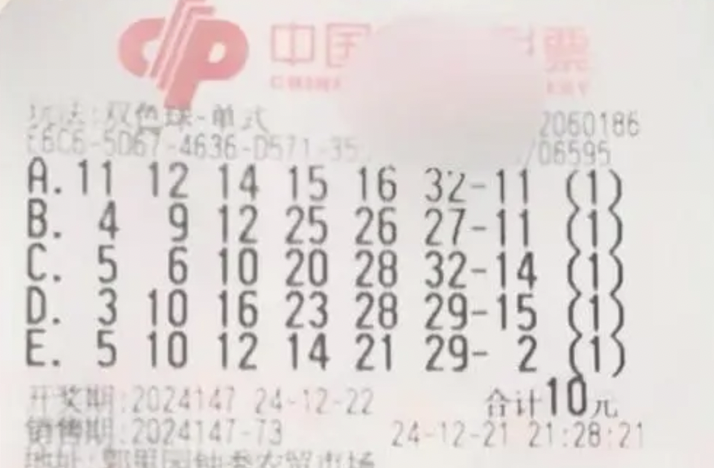 中国 票
玩法:双色球-单式 2060186
E6C6-5D67-4636-D571-35 /06595
A. 11 12 14 15 16 32-11 (1)
B. 4 9 12 25 26 27-11 (1)
C. 5 6 10 20 28 32-14 (1)
D. 3 10 16 23 28 29-15 (1)
E. 5 10 12 14 21 29- 2 (1)
开奖期:2024147 24-12-22 合计10元
销售期:2024147-73 24-12-21 21:28:21
地址: